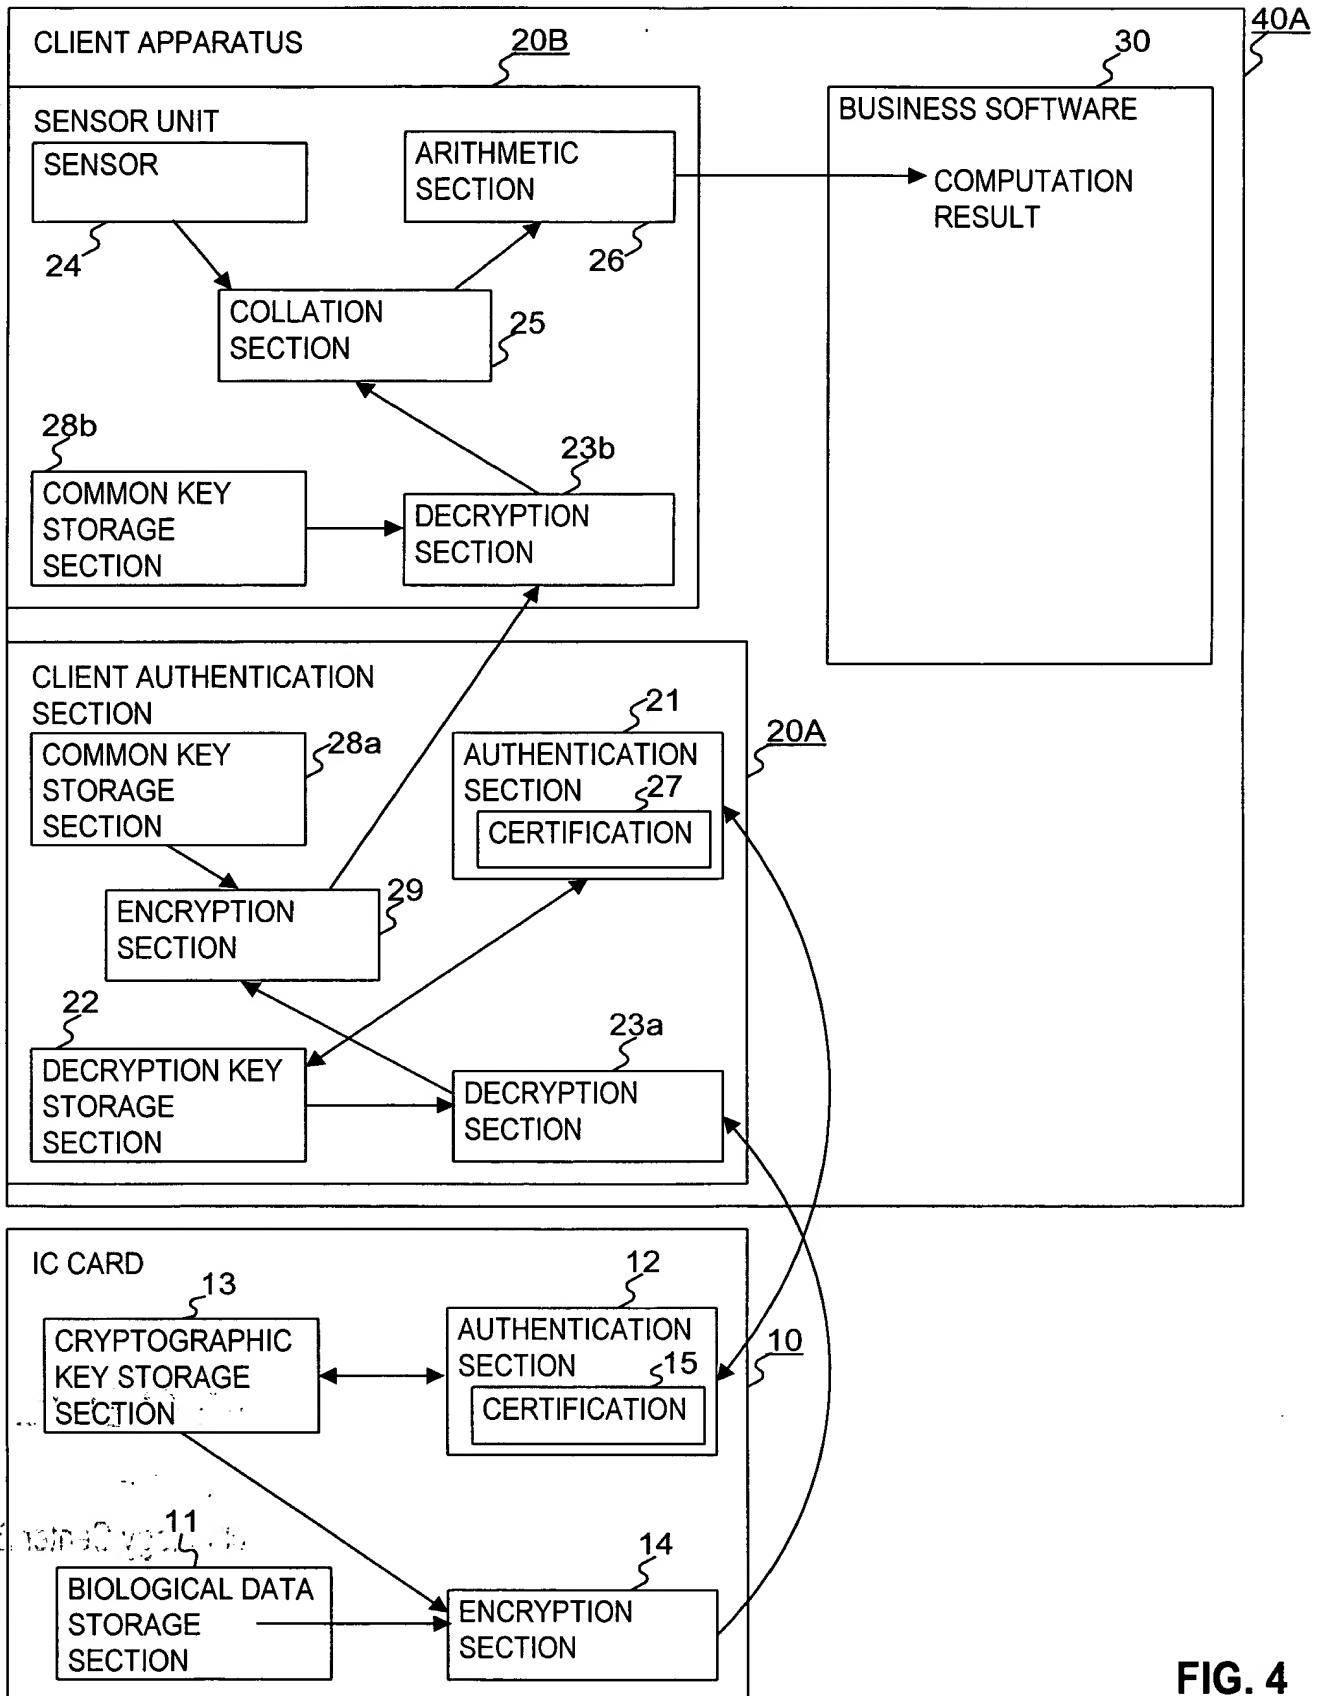 40A
CLIENT APPARATUS
20B
30
SENSOR UNIT
SENSOR
24
ARITHMETIC
SECTION
26
BUSINESS SOFTWARE
COMPUTATION
RESULT
COLLATION
SECTION
25
28b
COMMON KEY
STORAGE
SECTION
23b
DECRYPTION
SECTION
CLIENT AUTHENTICATION
SECTION
20A
COMMON KEY
STORAGE
SECTION
28a
21
AUTHENTICATION
SECTION
27
CERTIFICATION
ENCRYPTION
SECTION
29
22
DECRYPTION KEY
STORAGE
SECTION
23a
DECRYPTION
SECTION
IC CARD
13
CRYPTOGRAPHIC
KEY STORAGE
SECTION
12
AUTHENTICATION
SECTION
15
CERTIFICATION
10
11
BIOLOGICAL DATA
STORAGE
SECTION
14
ENCRYPTION
SECTION
FIG. 4